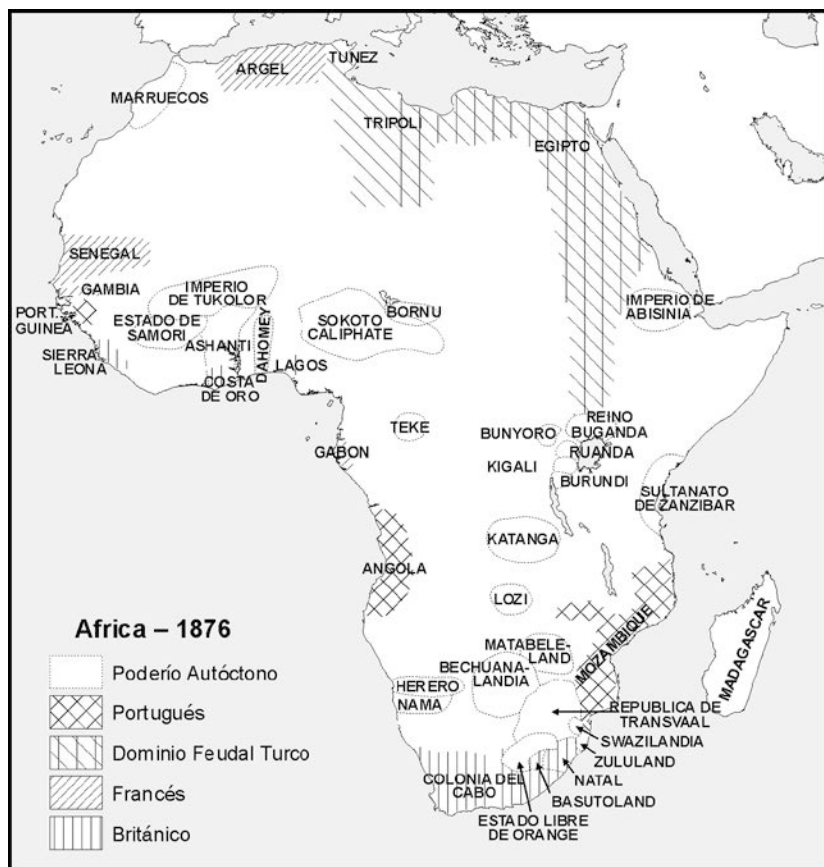 ARGEL
TUNEZ
MARRUECOS
TRIPOLI
EGIPTO
SENEGAL
GAMBIA
IMPERIO
DE TUKOLOR
PORT.
GUINEA
ESTADO DE
SAMORI
SOKOTO
CALIPHATE
BORNU
IMPERIO DE
ABISINIA
SIERRA
LEONA
ASHANTI
DAHOMEY
LAGOS
COSTA
DE ORO
TEKE
GABON
BUNYORO
REINO
BUGANDA
RUANDA
KIGALI
BURUNDI
SULTANATO
DE ZANZIBAR
KATANGA
ANGOLA
LOZI
MOZAMBIQUE
MADAGASCAR
MATABELE-
LAND
BECHUANA-
LANDIA
HERERO
NAMA
REPUBLICA DE
TRANSVAAL
SWAZILANDIA
ZULULAND
NATAL
BASUTOLAND
COLONIA DEL
CABO
ESTADO LIBRE
DE ORANGE
Africa – 1876
Poderío Autóctono
Portugués
Dominio Feudal Turco
Francés
Británico